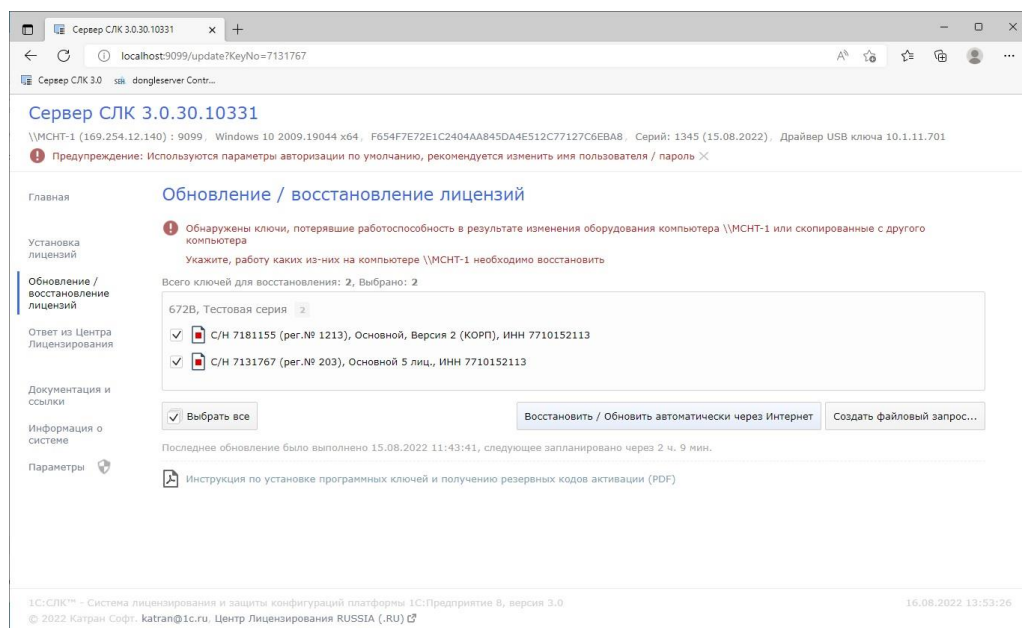 Сервер СЛК 3.0.30.10331
localhost:9099/update?KeyNo=7131767
Сервер СЛК 3.0 seh dongleserver Contr...
Сервер СЛК 3.0.30.10331
\\MCHT-1 (169.254.12.140) : 9099, Windows 10 2009.19044 x64, F654F7E72E1C2404AA845DA4E512C77127C6EBA8, Серий: 1345 (15.08.2022), Драйвер USB ключа 10.1.11.701
Предупреждение: Используются параметры авторизации по умолчанию, рекомендуется изменить имя пользователя / пароль
Главная
Установка
лицензий
Обновление /
восстановление
лицензий
Ответ из Центра
Лицензирования
Документация и
ссылки
Информация о
системе
Параметры
Обновление / восстановление лицензий
Обнаружены ключи, потерявшие работоспособность в результате изменения оборудования компьютера \\MCHT-1 или скопированные с другого
компьютера
Укажите, работу каких из-них на компьютере \\MCHT-1 необходимо восстановить
Всего ключей для восстановления: 2, Выбрано: 2
672B, Тестовая серия 2
С/Н 7181155 (рег.№ 1213), Основной, Версия 2 (КОРП), ИНН 7710152113
С/Н 7131767 (рег.№ 203), Основной 5 лиц., ИНН 7710152113
Выбрать все
Восстановить / Обновить автоматически через Интернет
Создать файловый запрос...
Последнее обновление было выполнено 15.08.2022 11:43:41, следующее запланировано через 2 ч. 9 мин.
Инструкция по установке программных ключей и получению резервных кодов активации (PDF)
1С:СЛК™ - Система лицензирования и защиты конфигураций платформы 1С:Предприятие 8, версия 3.0
16.08.2022 13:53:26
© 2022 Катран Софт. katran@1c.ru, Центр Лицензирования RUSSIA (.RU)